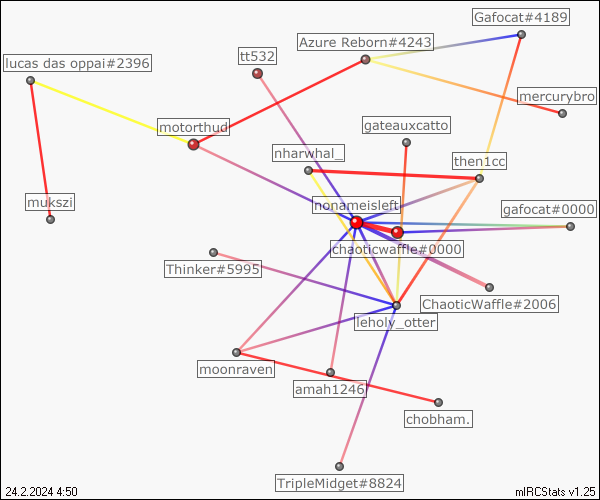 Gafocat#4189
Azure Reborn#4243
tt532
lucas das oppai#2396
mercurybro
motorthud
gateauxcatto
nharwhal_
then1cc
mukszi
nonameisleft
gafocat#0000
chaoticwaffle#0000
Thinker#5995
ChaoticWaffle#2006
leholy_otter
moonraven
amah1246
chobham.
TripleMidget#8824
24.2.2024 4:50
mIRCStats v1.25